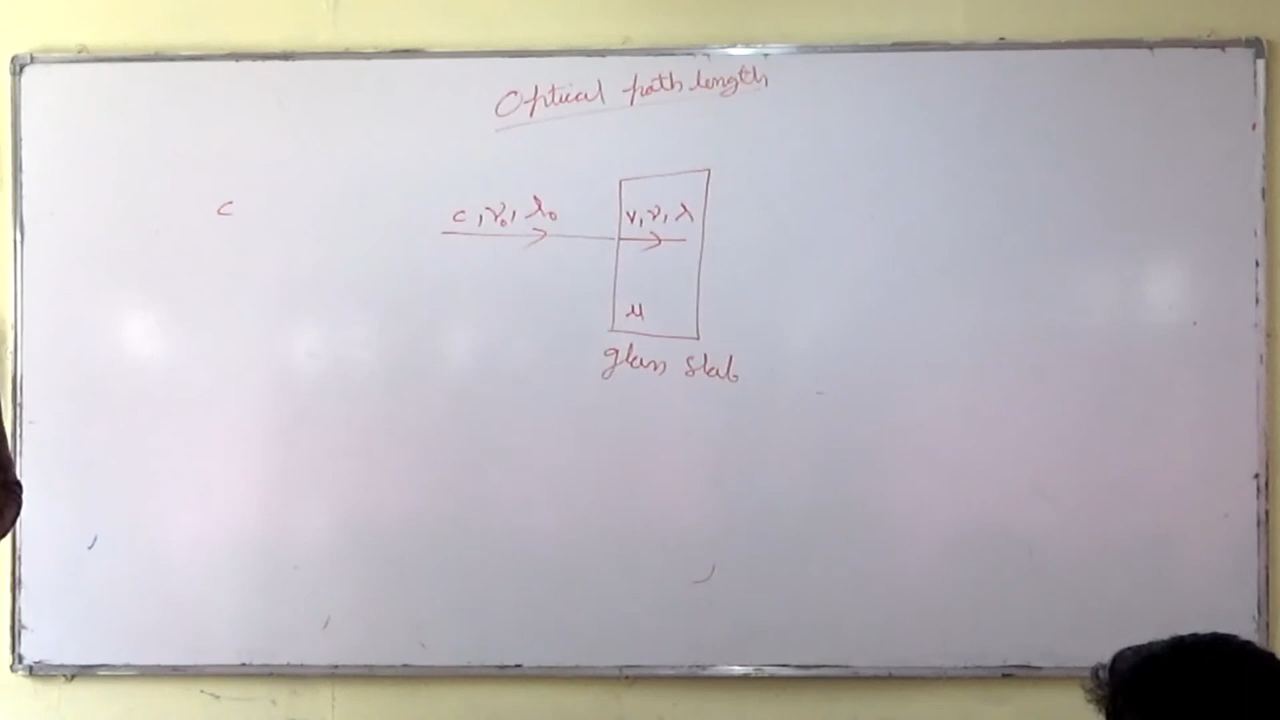 Optical path length
c c, ν₀, λ₀ v, ν, λ
μ
glass slab